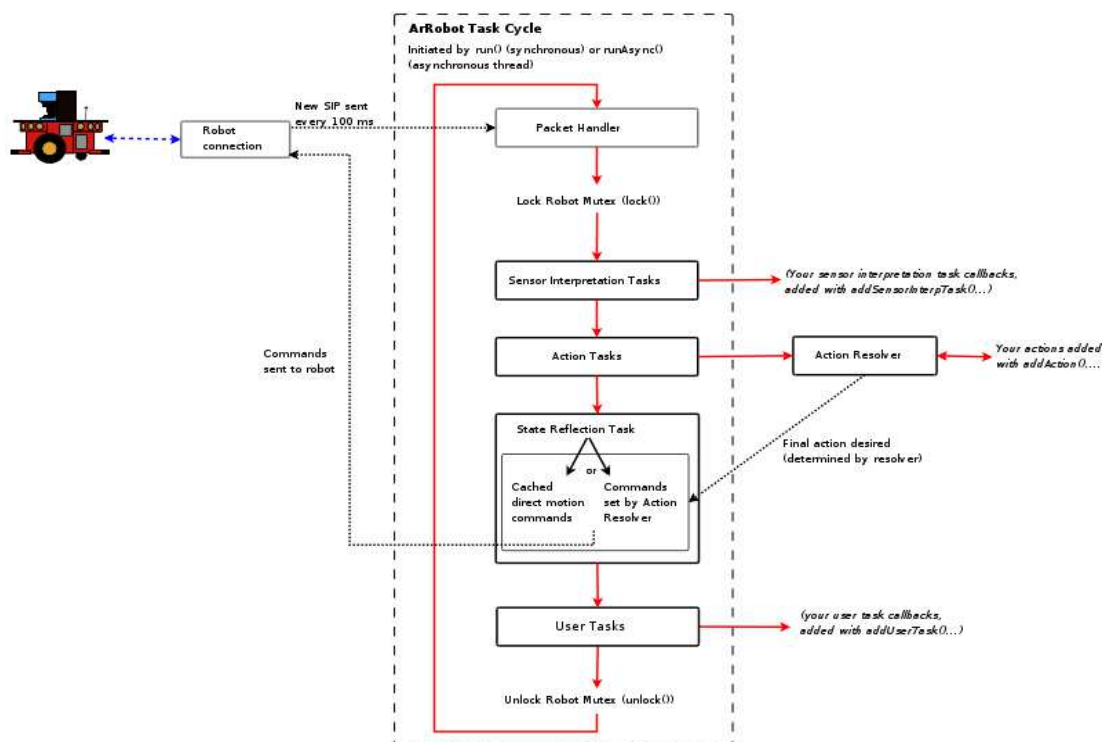 ArRobot Task Cycle
Initiated by run() (synchronous) or runAsync()
(asynchronous thread)
New SIP sent
every 100 ms
Robot
connection
Packet Handler
Lock Robot Mutex (lock())
Sensor Interpretation Tasks
(Your sensor interpretation task callbacks,
added with addSensorInterpTask()...)
Commands
sent to robot
Action Tasks
Action Resolver
Your actions added
with addAction()....
State Reflection Task
or
Cached
direct motion
commands
Commands
set by Action
Resolver
Final action desired
(determined by resolver)
User Tasks
(your user task callbacks,
added with addUserTask()...)
Unlock Robot Mutex (unlock())